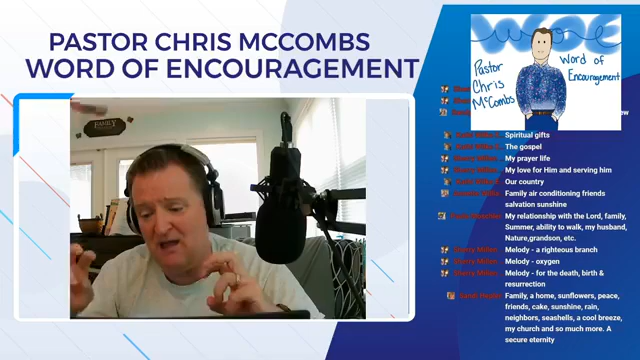 PASTOR CHRIS MCCOMBS
WORD OF ENCOURAGEMENT
FAMILY
WOE
Pastor
Chris
McCombs
Word of
Encouragement
Spiritual gifts
The gospel
My prayer life
My love for Him and serving him
Our country
Family air conditioning friends
salvation sunshine
My relationship with the Lord, family,
Summer, ability to walk, my husband,
Nature,grandson, etc.
Melody - a righteous branch
Melody - oxygen
Melody - for the death, birth &
resurrection
Family, a home, sunflowers, peace,
friends, cake, sunshine, rain,
neighbors, seashells, a cool breeze,
my church and so much more. A
secure eternity